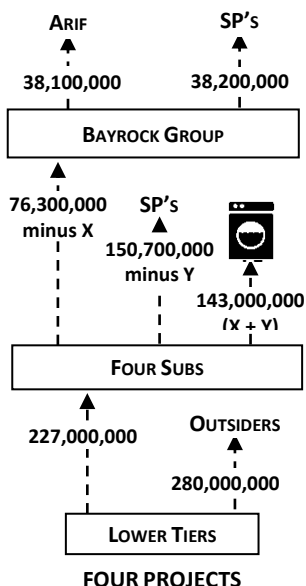 ARIF SP'S
38,100,000 38,200,000
BAYROCK GROUP
76,300,000
minus X
SP'S
150,700,000
minus Y
143,000,000
(X + Y)
FOUR SUBS
227,000,000
OUTSIDERS
280,000,000
LOWER TIERS
FOUR PROJECTS